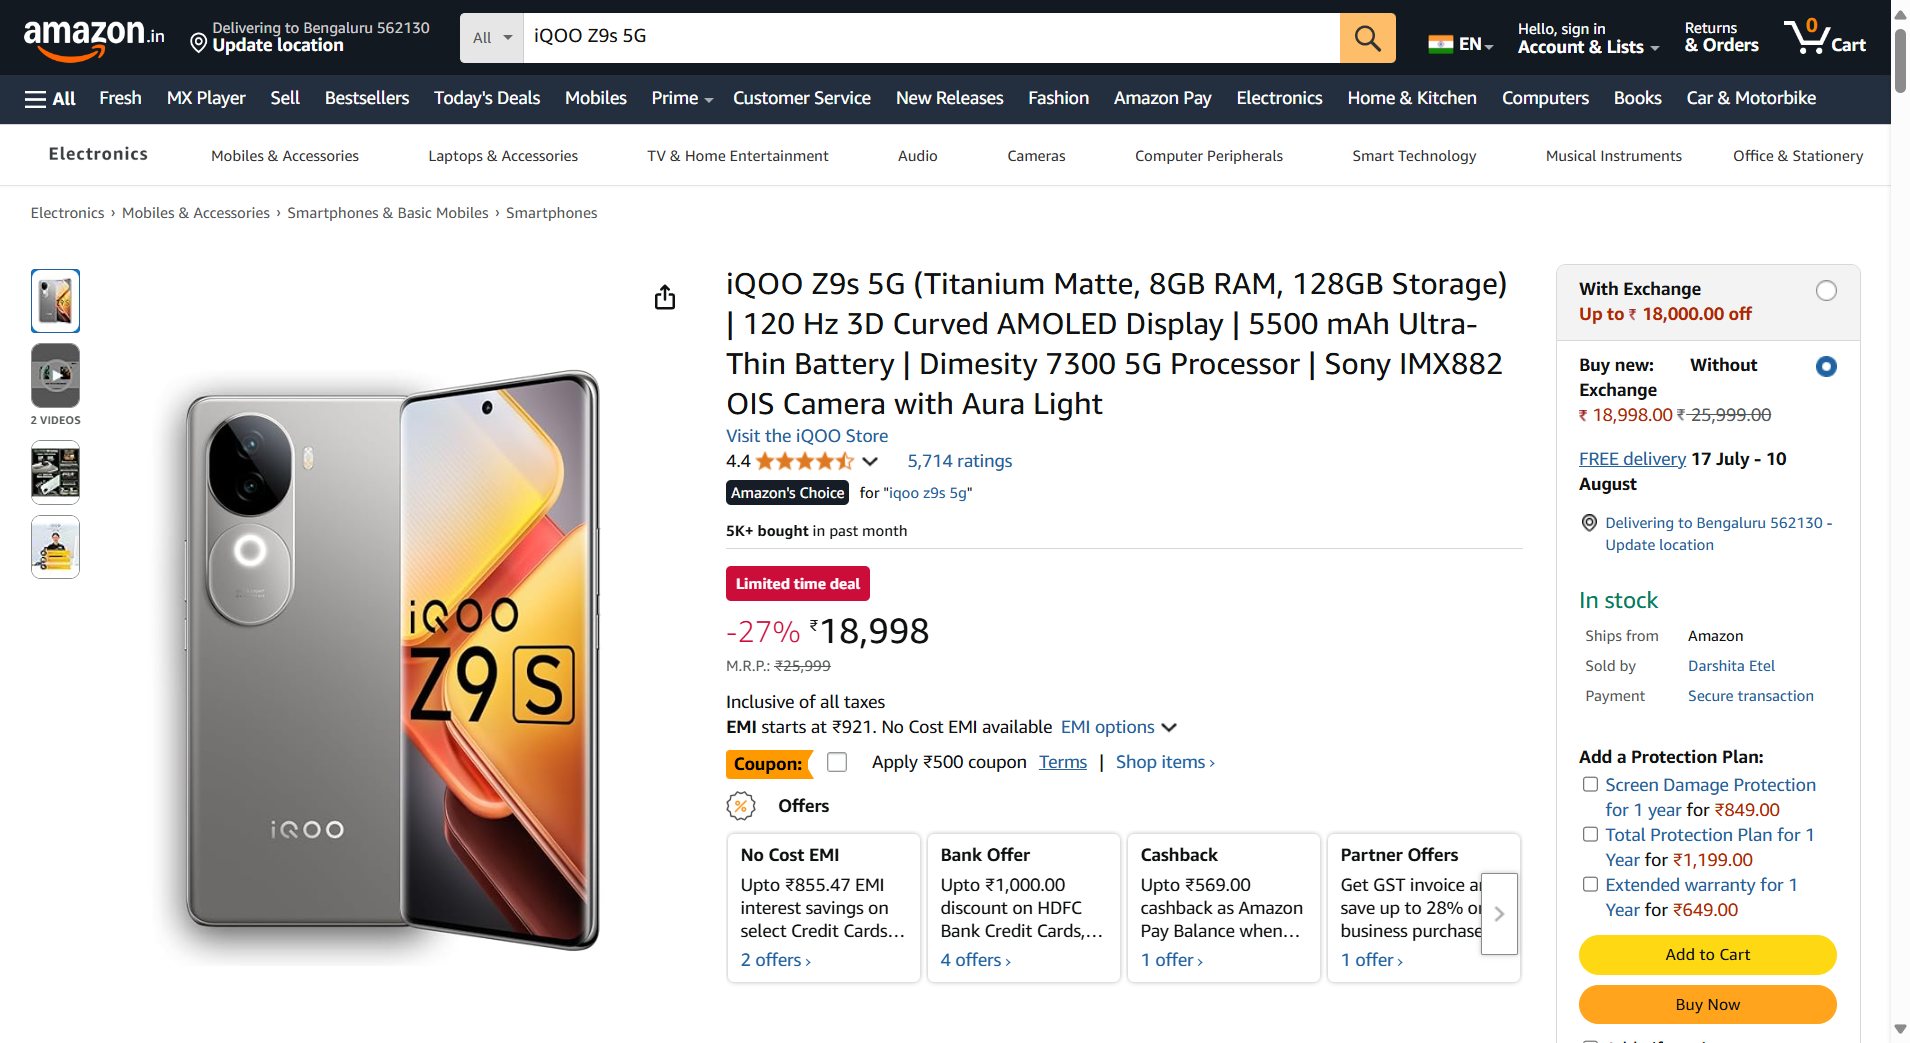 amazon.in
Delivering to Bengaluru 562130
Update location
All
iQOO Z9s 5G
EN
Hello, sign in
Account & Lists
Returns
& Orders
0
Cart
All
Fresh
MX Player
Sell
Bestsellers
Today's Deals
Mobiles
Prime
Customer Service
New Releases
Fashion
Amazon Pay
Electronics
Home & Kitchen
Computers
Books
Car & Motorbike
Electronics
Mobiles & Accessories
Laptops & Accessories
TV & Home Entertainment
Audio
Cameras
Computer Peripherals
Smart Technology
Musical Instruments
Office & Stationery
Electronics › Mobiles & Accessories › Smartphones & Basic Mobiles › Smartphones
2 VIDEOS
iQOO
Z9 S
iQOO
iQOO Z9s 5G (Titanium Matte, 8GB RAM, 128GB Storage)
| 120 Hz 3D Curved AMOLED Display | 5500 mAh Ultra-
Thin Battery | Dimesity 7300 5G Processor | Sony IMX882
OIS Camera with Aura Light
Visit the iQOO Store
4.4
5,714 ratings
Amazon's Choice for "iqoo z9s 5g"
5K+ bought in past month
Limited time deal
-27% ₹18,998
M.R.P.: ₹25,999
Inclusive of all taxes
EMI starts at ₹921. No Cost EMI available EMI options
Coupon: Apply ₹500 coupon Terms | Shop items ›
Offers
No Cost EMI
Upto ₹855.47 EMI
interest savings on
select Credit Cards…
2 offers ›
Bank Offer
Upto ₹1,000.00
discount on HDFC
Bank Credit Cards,…
4 offers ›
Cashback
Upto ₹569.00
cashback as Amazon
Pay Balance when…
1 offer ›
Partner Offers
Get GST invoice a
save up to 28% o
business purchase
1 offer ›
With Exchange
Up to ₹ 18,000.00 off
Buy new: Without
Exchange
₹ 18,998.00 ₹ 25,999.00
FREE delivery 17 July - 10
August
Delivering to Bengaluru 562130 -
Update location
In stock
Ships from Amazon
Sold by Darshita Etel
Payment Secure transaction
Add a Protection Plan:
Screen Damage Protection
for 1 year for ₹849.00
Total Protection Plan for 1
Year for ₹1,199.00
Extended warranty for 1
Year for ₹649.00
Add to Cart
Buy Now